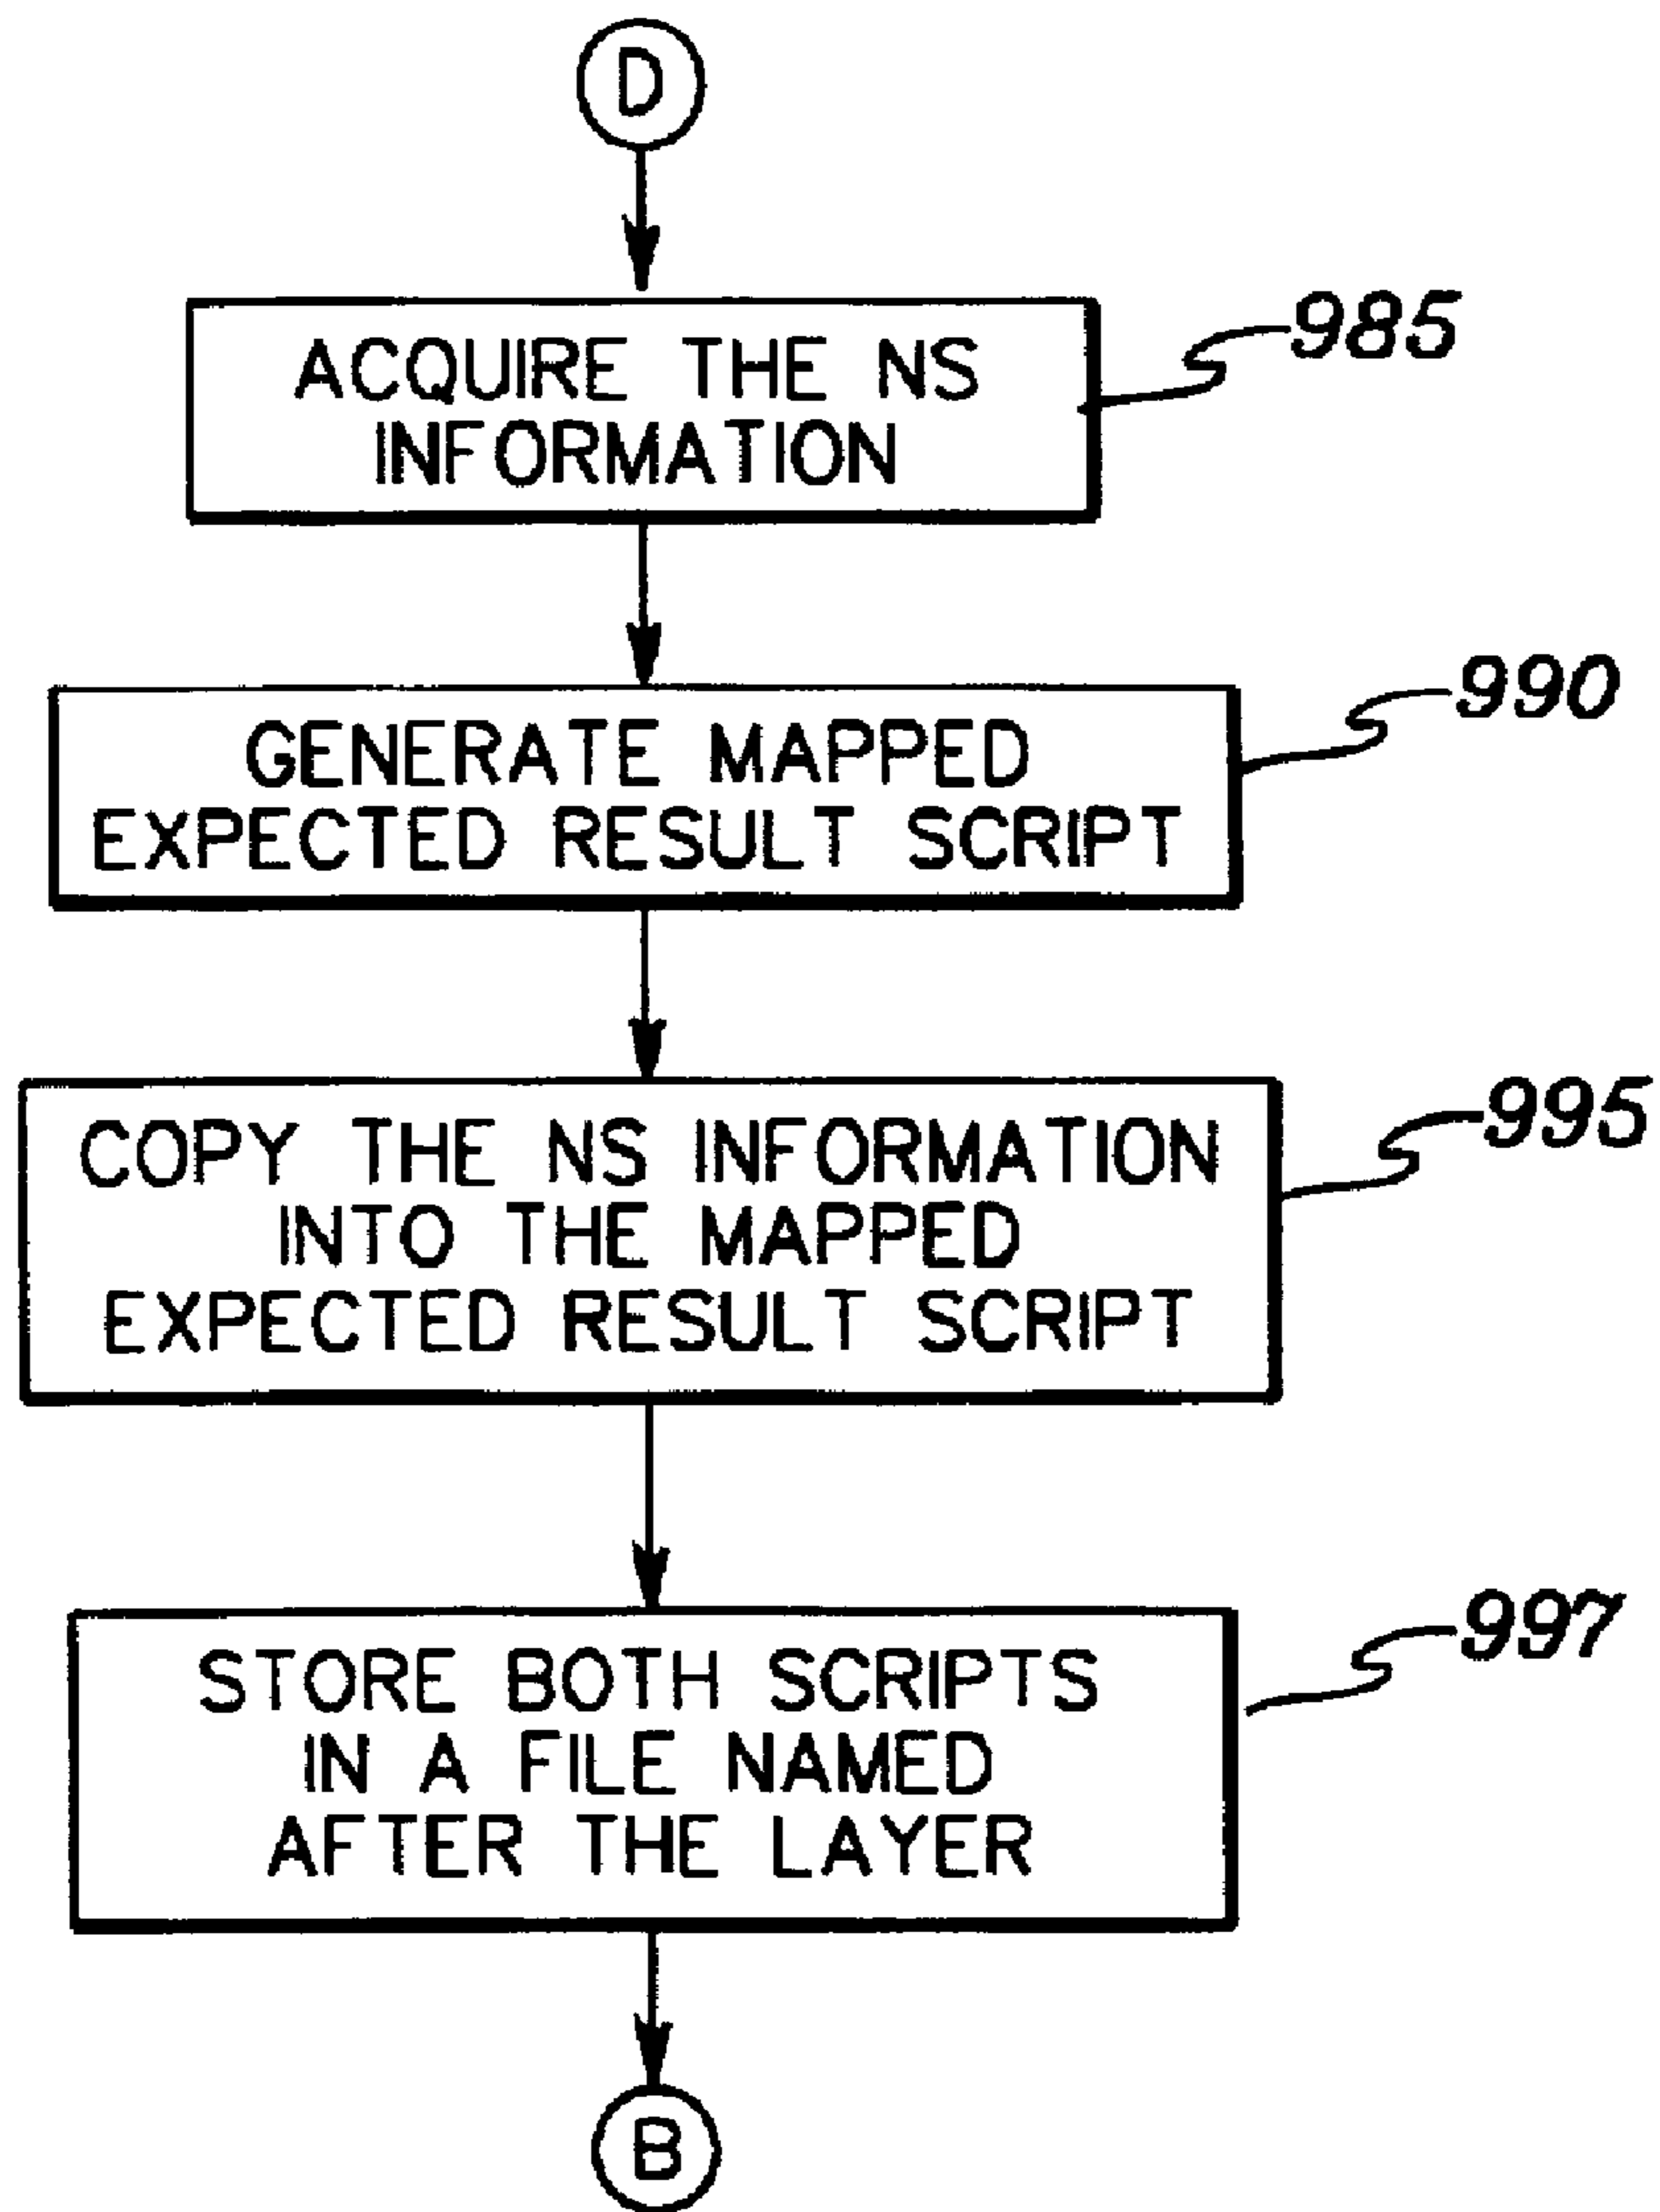 D
ACQUIRE THE NS
INFORMATION
985
GENERATE MAPPED
EXPECTED RESULT SCRIPT
990
COPY THE NS INFORMATION
INTO THE MAPPED
EXPECTED RESULT SCRIPT
995
STORE BOTH SCRIPTS
IN A FILE NAMED
AFTER THE LAYER
997
B